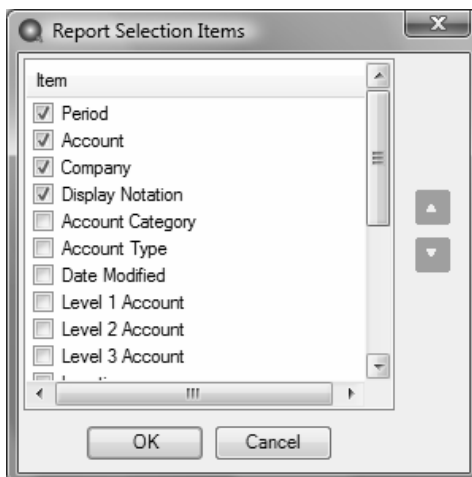 Report Selection Items
Item
Period
Account
Company
Display Notation
Account Category
Account Type
Date Modified
Level 1 Account
Level 2 Account
Level 3 Account
OK Cancel